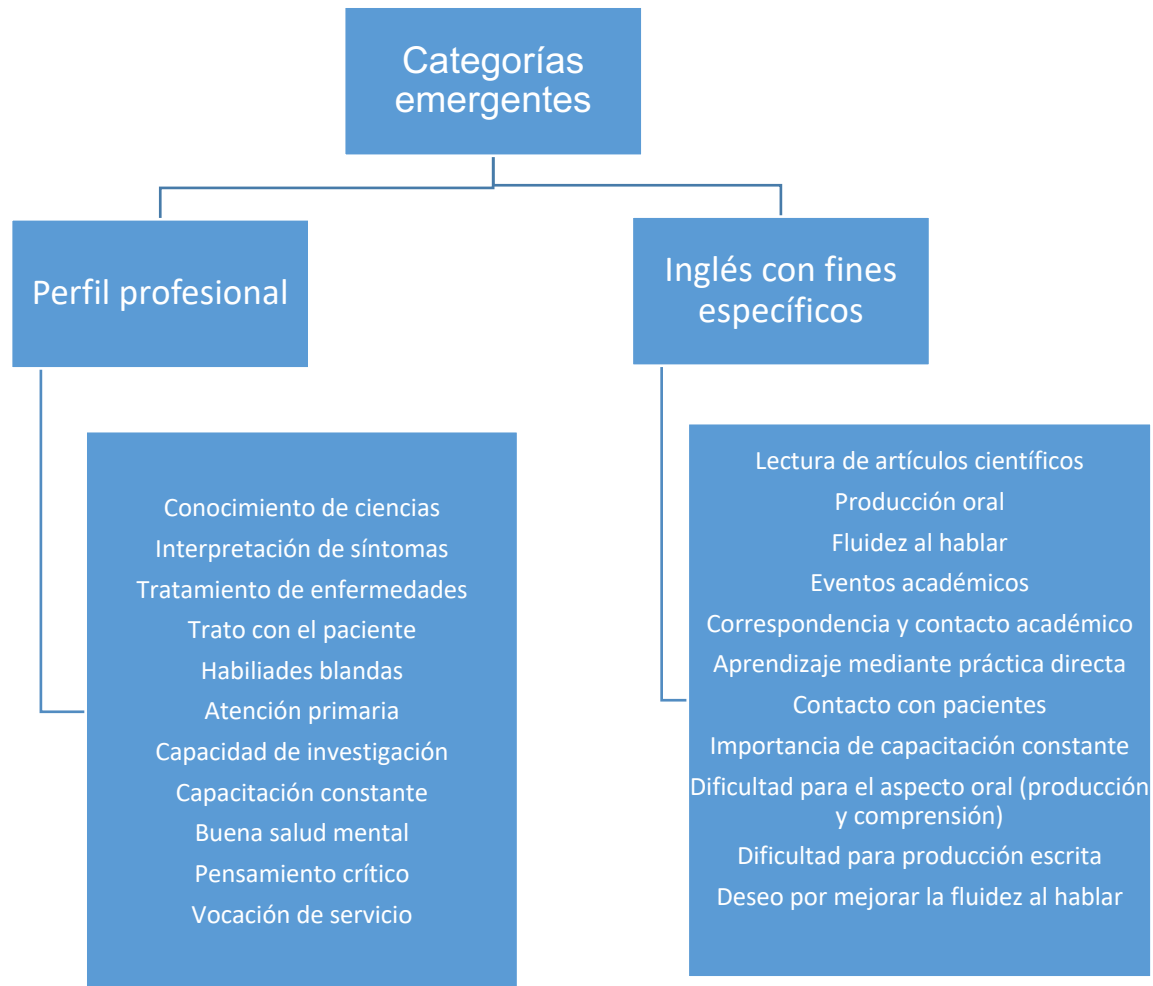 Categorías
emergentes
Perfil profesional
Inglés con fines
específicos
Conocimiento de ciencias
Interpretación de síntomas
Tratamiento de enfermedades
Trato con el paciente
Habiliades blandas
Atención primaria
Capacidad de investigación
Capacitación constante
Buena salud mental
Pensamiento crítico
Vocación de servicio
Lectura de artículos científicos
Producción oral
Fluidez al hablar
Eventos académicos
Correspondencia y contacto académico
Aprendizaje mediante práctica directa
Contacto con pacientes
Importancia de capacitación constante
Dificultad para el aspecto oral (producción
y comprensión)
Dificultad para producción escrita
Deseo por mejorar la fluidez al hablar